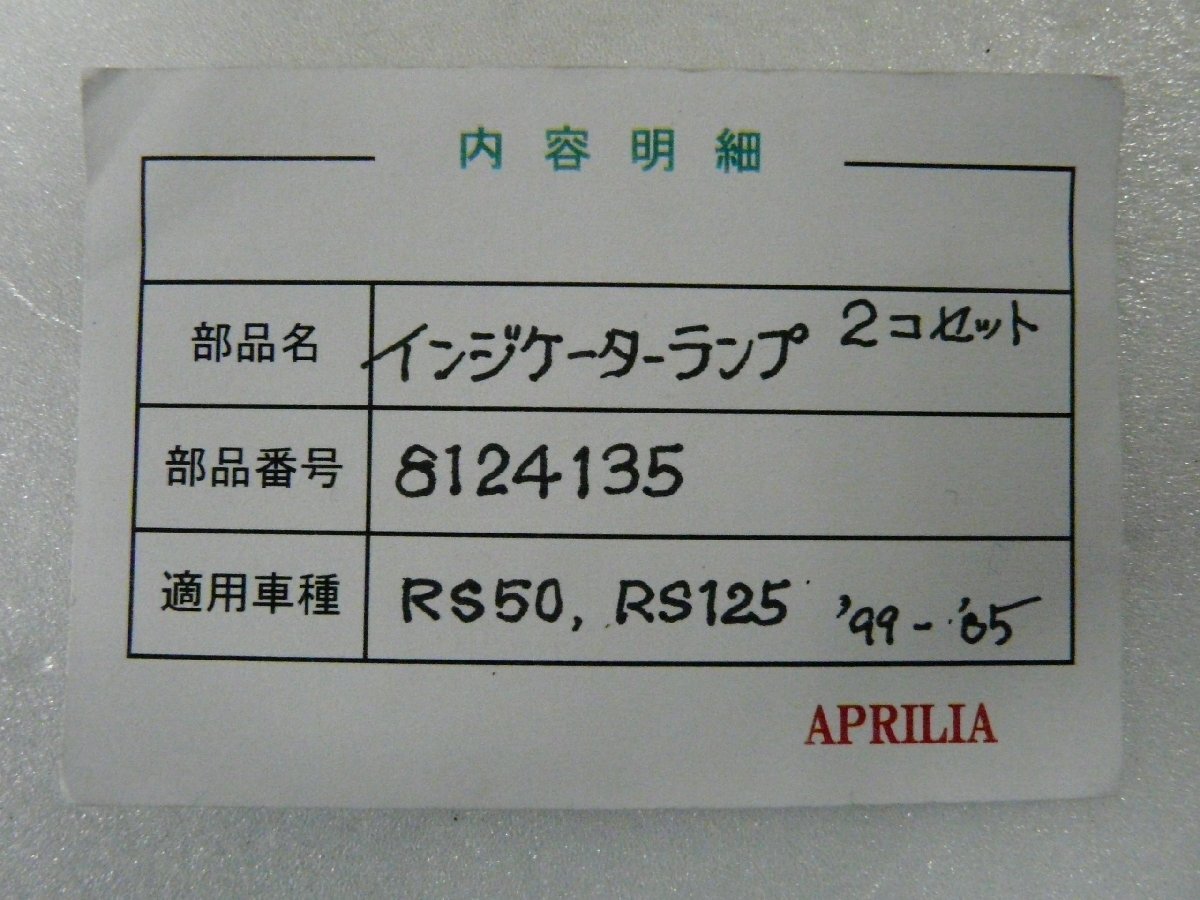 内容明細
部品名 インジケーターランプ 2コセット
部品番号 8124135
適用車種 RS50, RS125 '99-'05
APRILIA